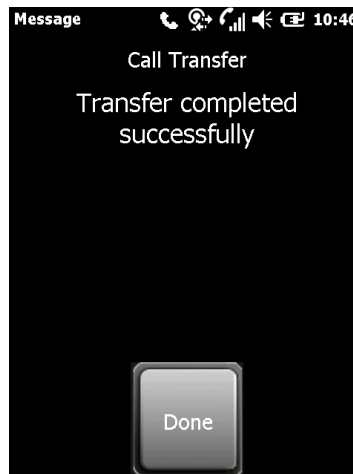 Message 10:46
Call Transfer
Transfer completed
successfully
Done